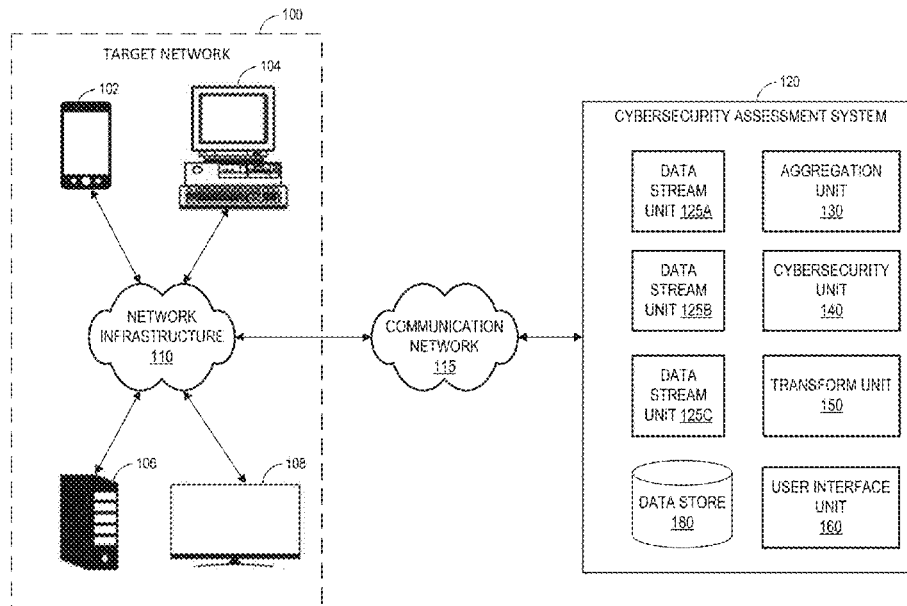 100
TARGET NETWORK
102
104
NETWORK
INFRASTRUCTURE
110
106
108
COMMUNICATION
NETWORK
115
120
CYBERSECURITY ASSESSMENT SYSTEM
DATA
STREAM
UNIT 125A
AGGREGATION
UNIT
130
DATA
STREAM
UNIT 125B
CYBERSECURITY
UNIT
140
DATA
STREAM
UNIT 125C
TRANSFORM UNIT
150
DATA STORE
180
USER INTERFACE
UNIT
160